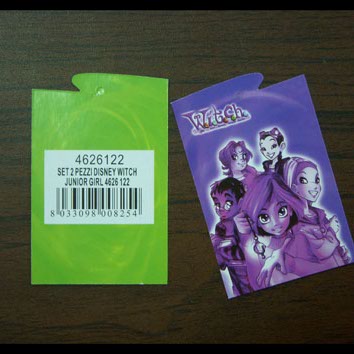 4626122
SET 2 PEZZI DISNEY WITCH
JUNIOR GIRL 4626 122
8 033098 008254
W.i.t.c.h.